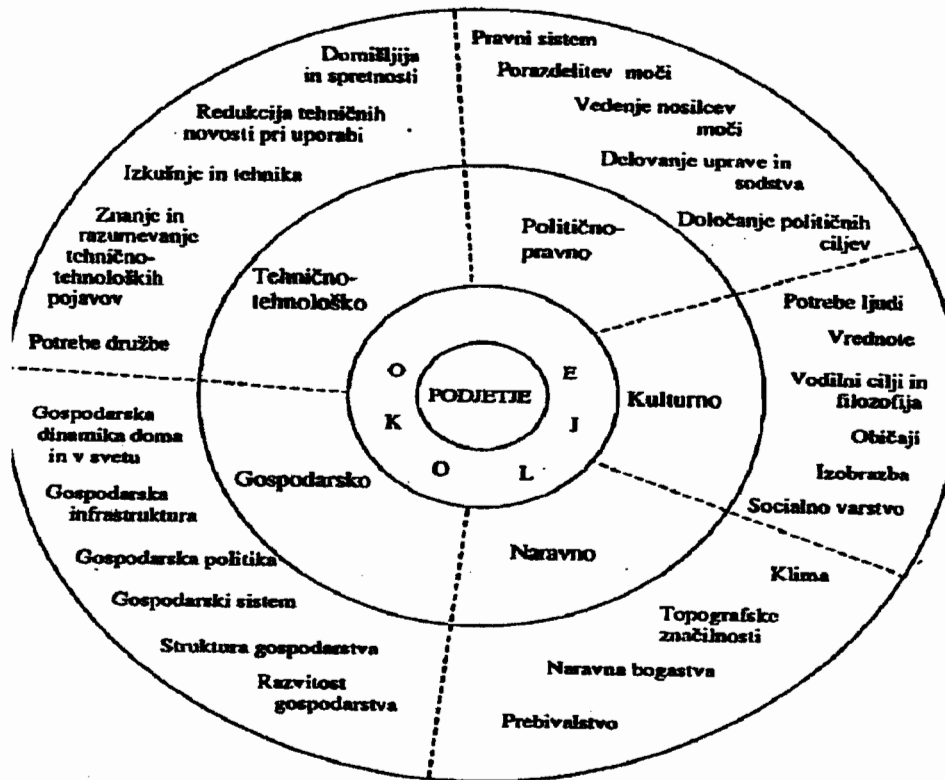 Domišljija
in spretnosti
Redukcija tehničnih
novosti pri uporabi
Izkušnje in tehnika
Znanje in
razumevanje
tehnično-
tehnoloških
pojavov
Potrebe družbe
Pravni sistem
Porazdelitev moči
Vedenje nosilcev
moči
Delovanje uprave in
sodstva
Določanje političnih
ciljev
Potrebe ljudi
Vrednote
Vodilni cilji in
filozofija
Običaji
Izobrazba
Socialno varstvo
Klima
Topografske
značilnosti
Naravna bogastva
Prebivalstvo
Gospodarska
dinamika doma
in v svetu
Gospodarska
infrastruktura
Gospodarska politika
Gospodarski sistem
Struktura gospodarstva
Razvitost
gospodarstva
Tehnično-
tehnološko
Politično-
pravno
Kulturno
Naravno
Gospodarsko
O K O L J E
PODJETJE